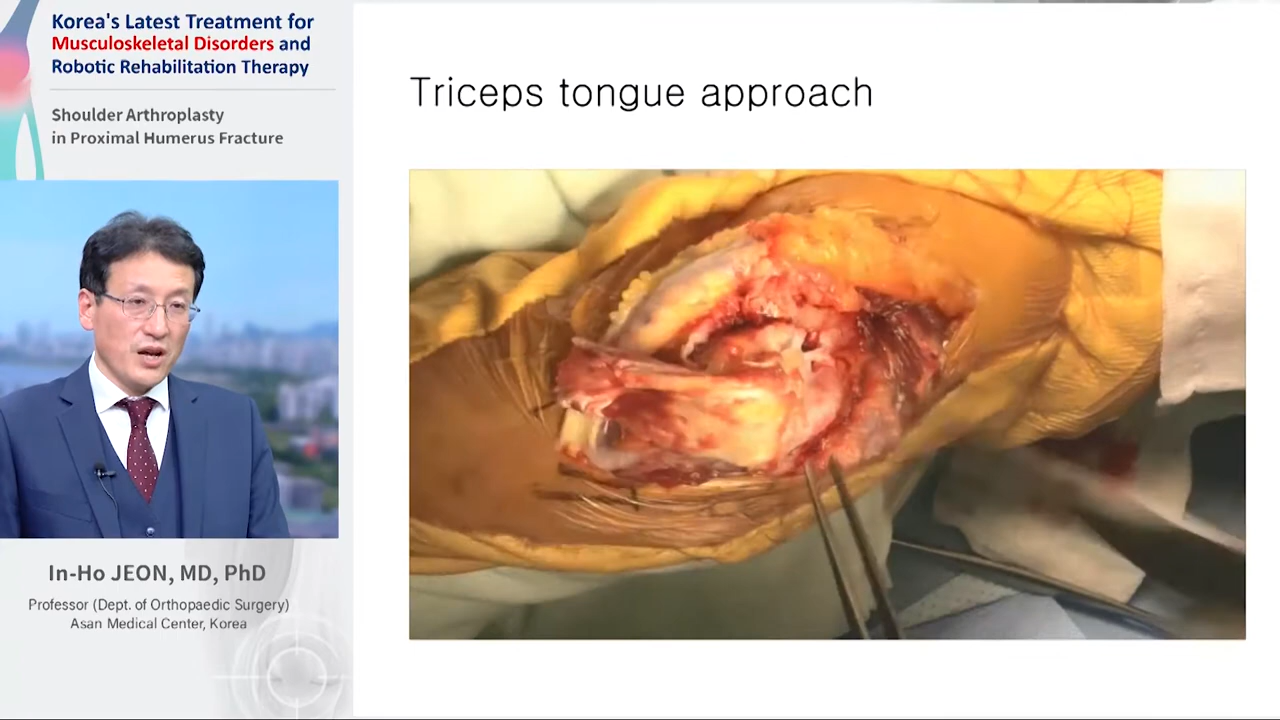 Korea's Latest Treatment for
Musculoskeletal Disorders and
Robotic Rehabilitation Therapy
Shoulder Arthroplasty
in Proximal Humerus Fracture
In-Ho JEON, MD, PhD
Professor (Dept. of Orthopaedic Surgery)
Asan Medical Center, Korea
Triceps tongue approach